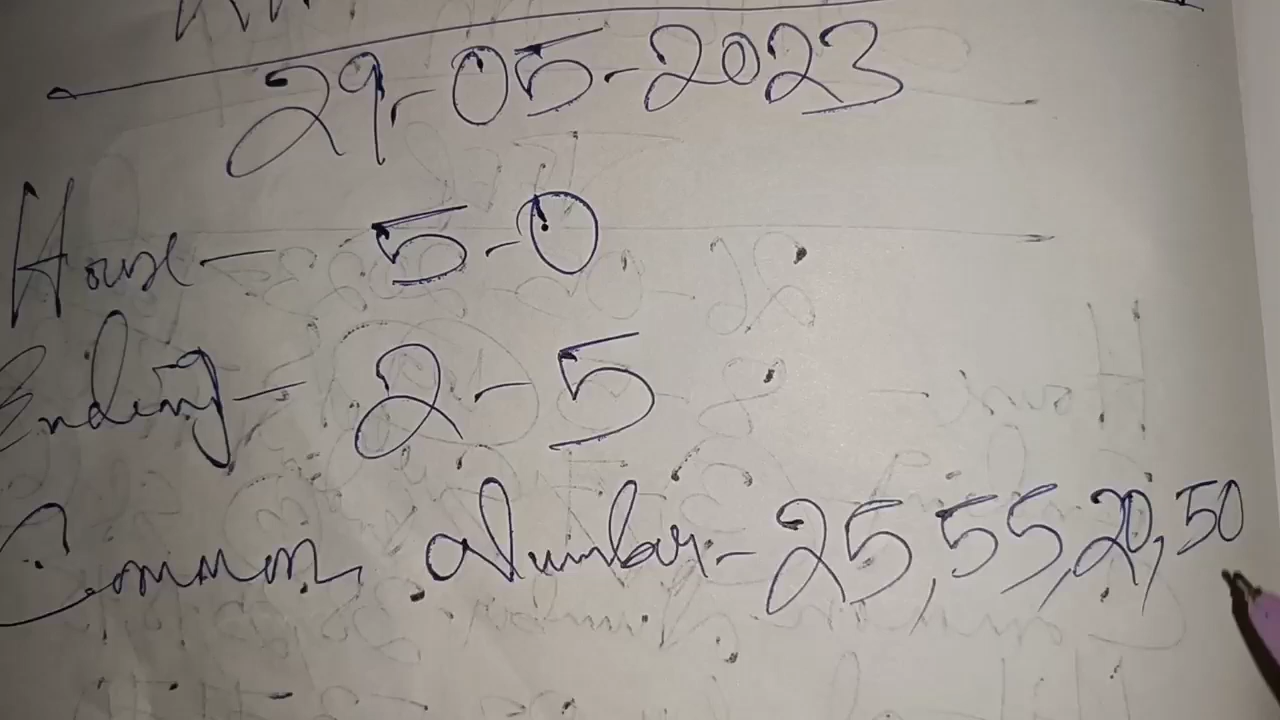 29-05-2023
House - 5-0
Ending - 2-5
Common Number - 25, 55, 20, 50